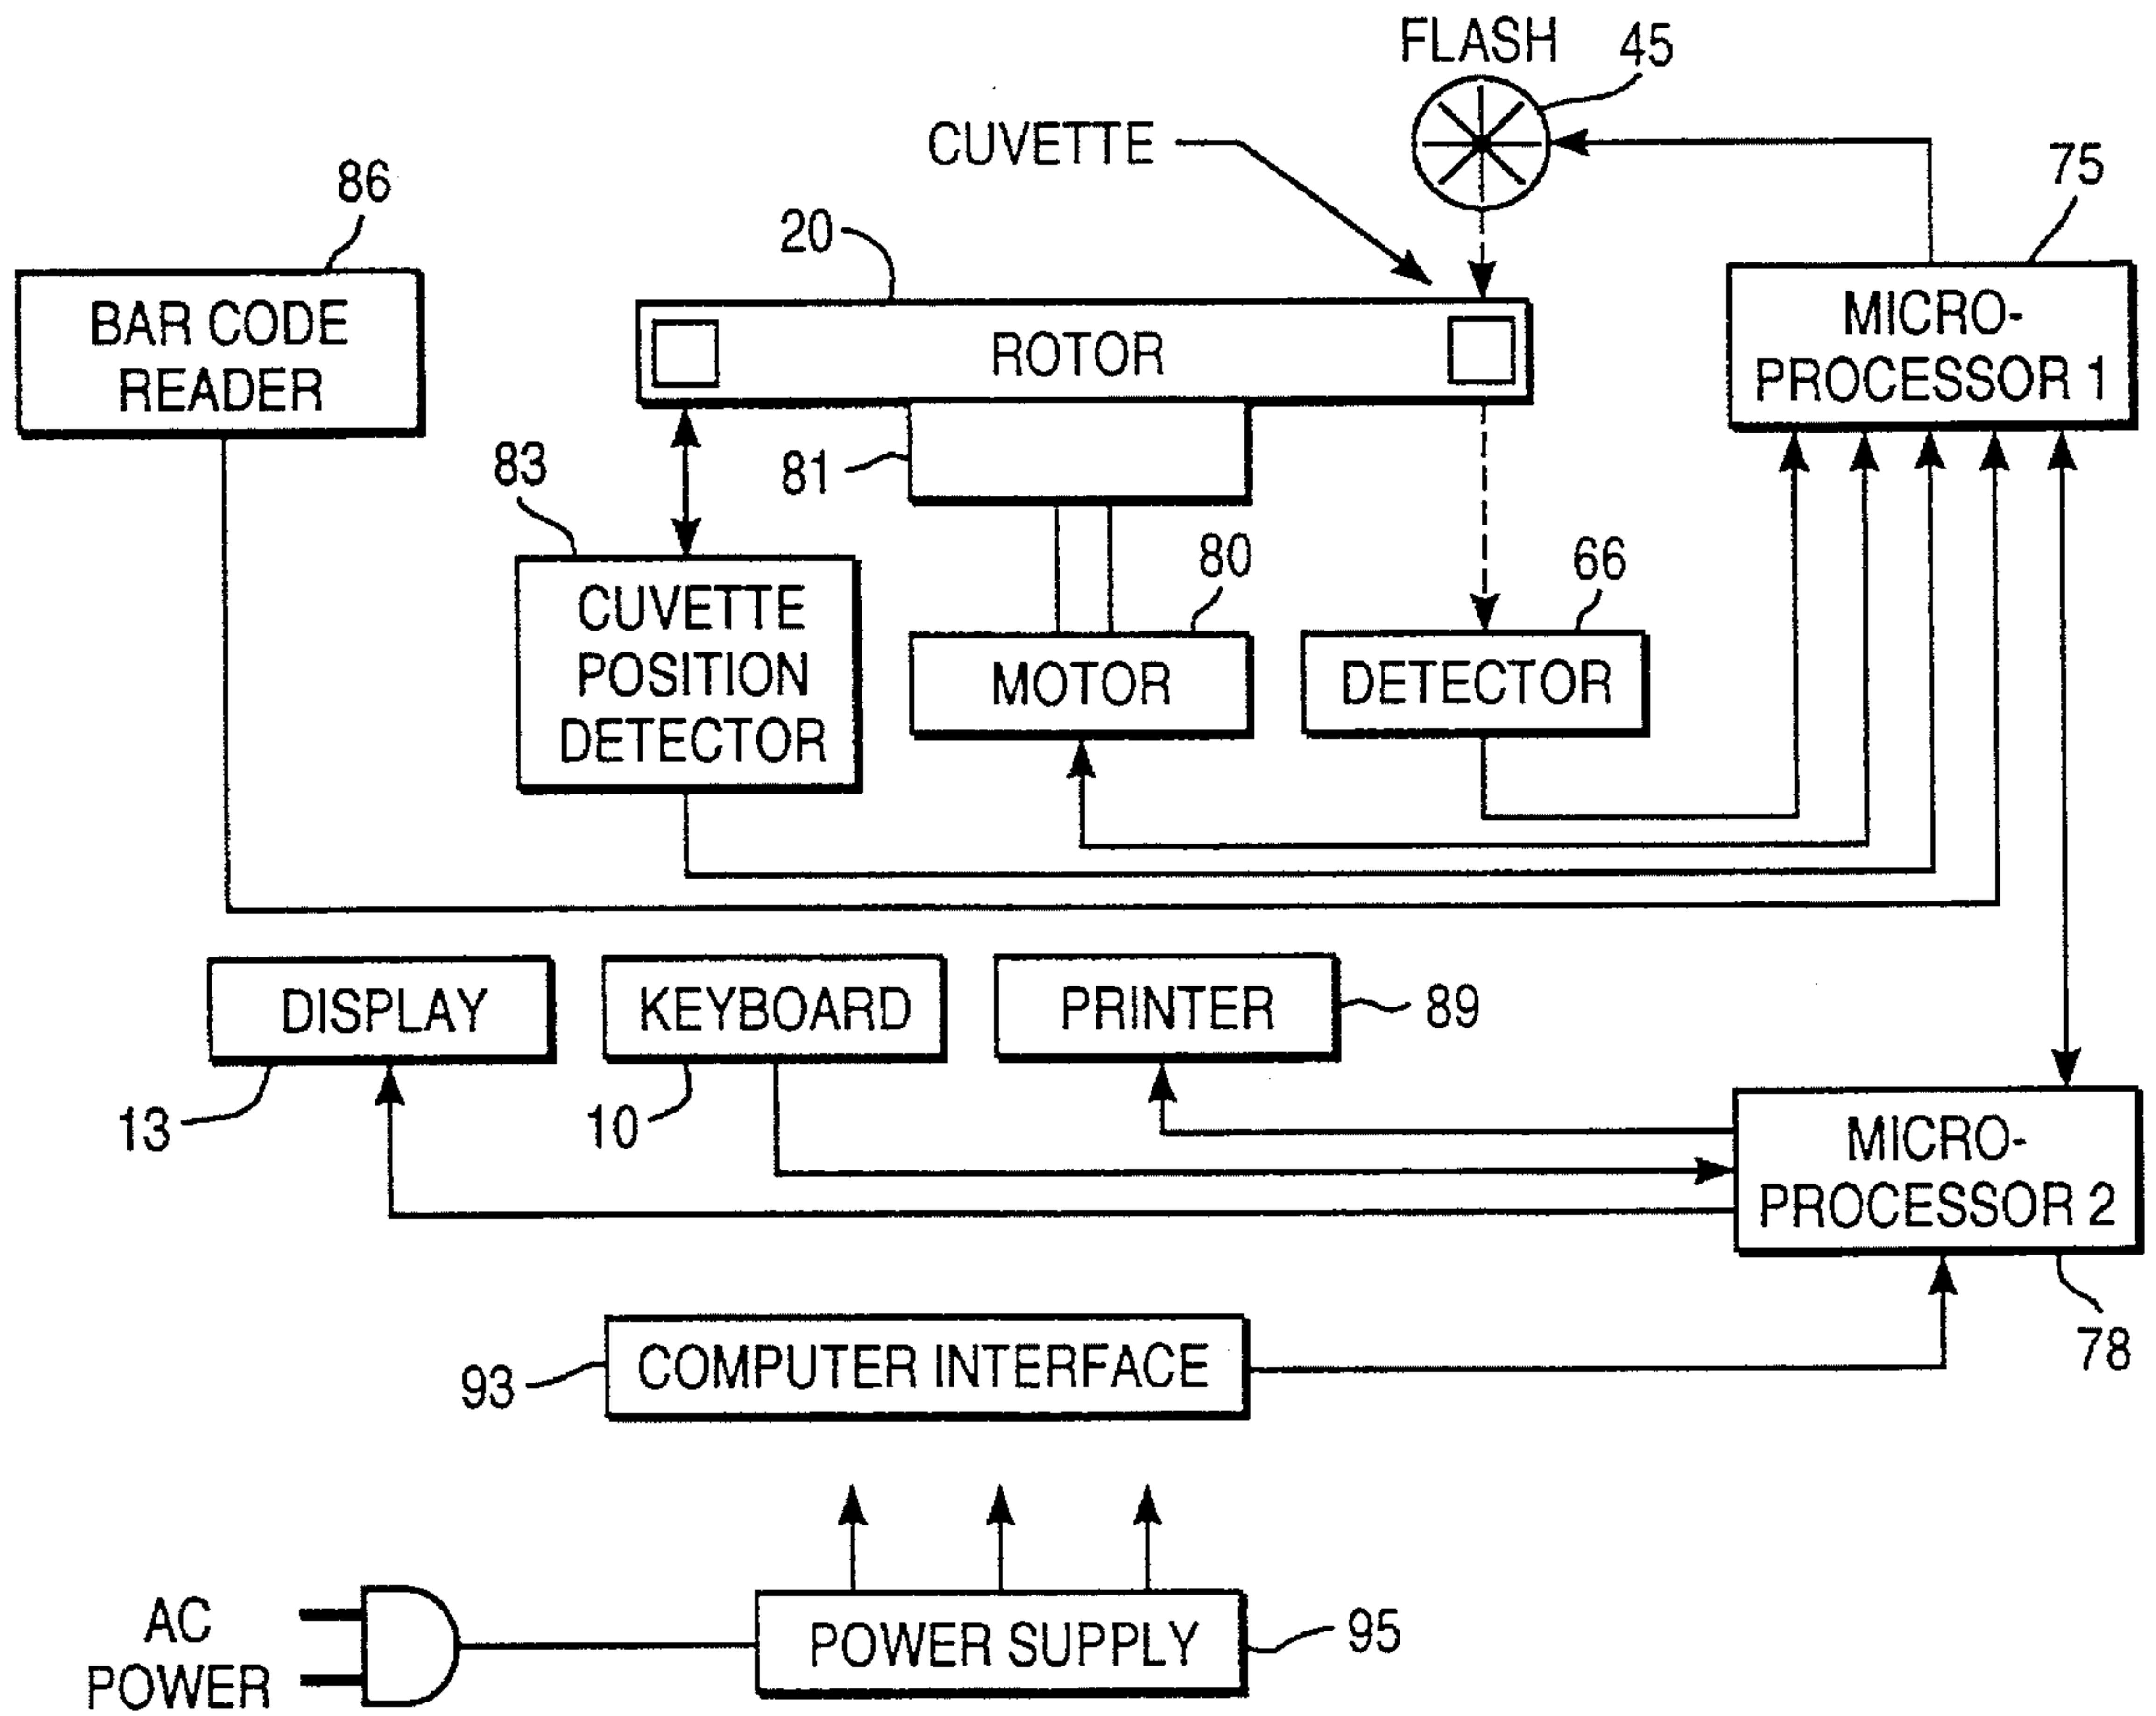 FLASH
45
CUVETTE
75
86
20
BAR CODE
READER
ROTOR
MICRO-
PROCESSOR 1
83
81
80
66
CUVETTE
POSITION
DETECTOR
MOTOR
DETECTOR
DISPLAY
KEYBOARD
PRINTER
89
13
10
MICRO-
PROCESSOR 2
78
93
COMPUTER INTERFACE
AC
POWER
POWER SUPPLY
95